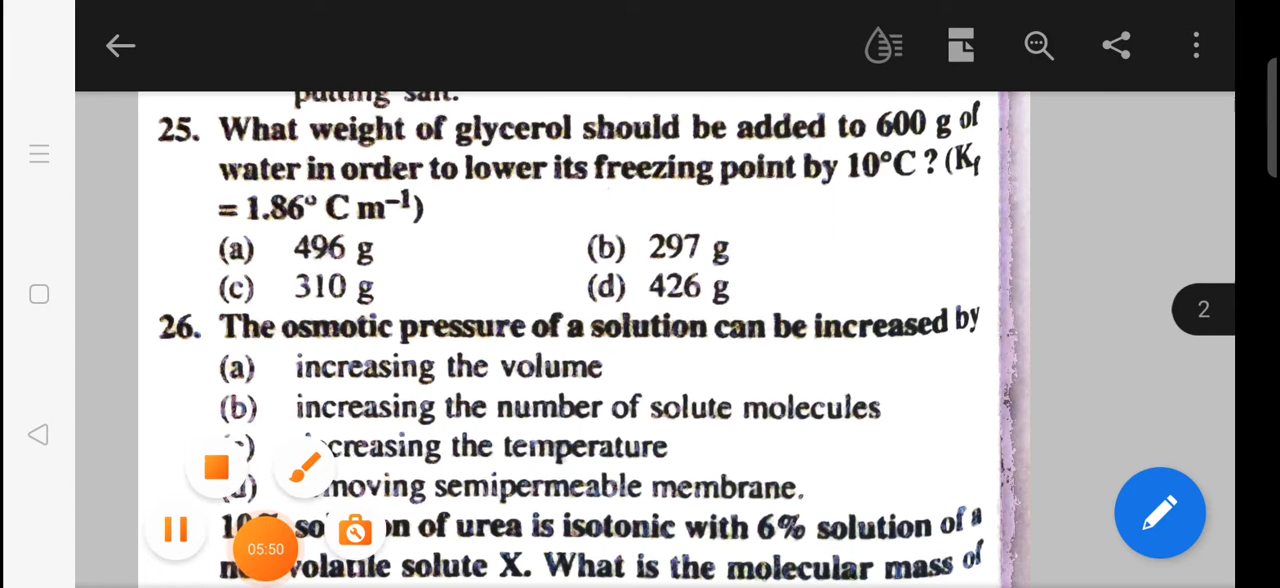 putting salt.
25. What weight of glycerol should be added to 600 g of
water in order to lower its freezing point by 10°C ? (Kf
= 1.86° C m⁻¹)
(a) 496 g (b) 297 g
(c) 310 g (d) 426 g
26. The osmotic pressure of a solution can be increased by
2
(a) increasing the volume
(b) increasing the number of solute molecules
creasing the temperature
moving semipermeable membrane.
of urea is isotonic with 6% solution of a
05:50
volatile solute X. What is the molecular mass of